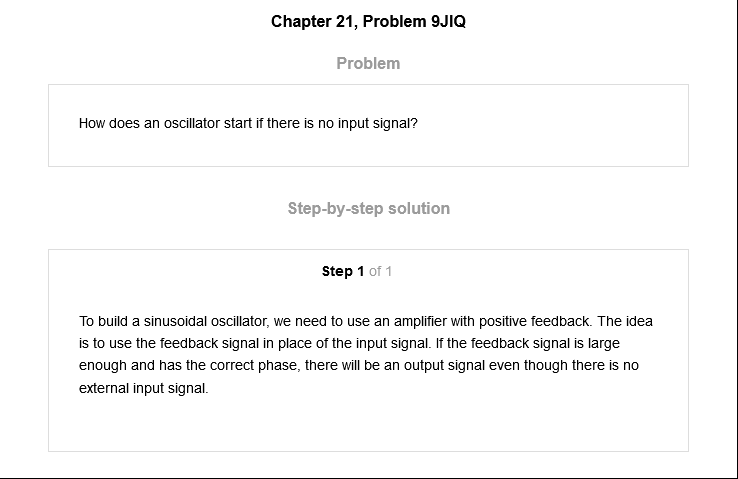 Chapter 21, Problem 9JIQ
Problem
How does an oscillator start if there is no input signal?
Step-by-step solution
Step 1 of 1
To build a sinusoidal oscillator, we need to use an amplifier with positive feedback. The idea
is to use the feedback signal in place of the input signal. If the feedback signal is large
enough and has the correct phase, there will be an output signal even though there is no
external input signal.